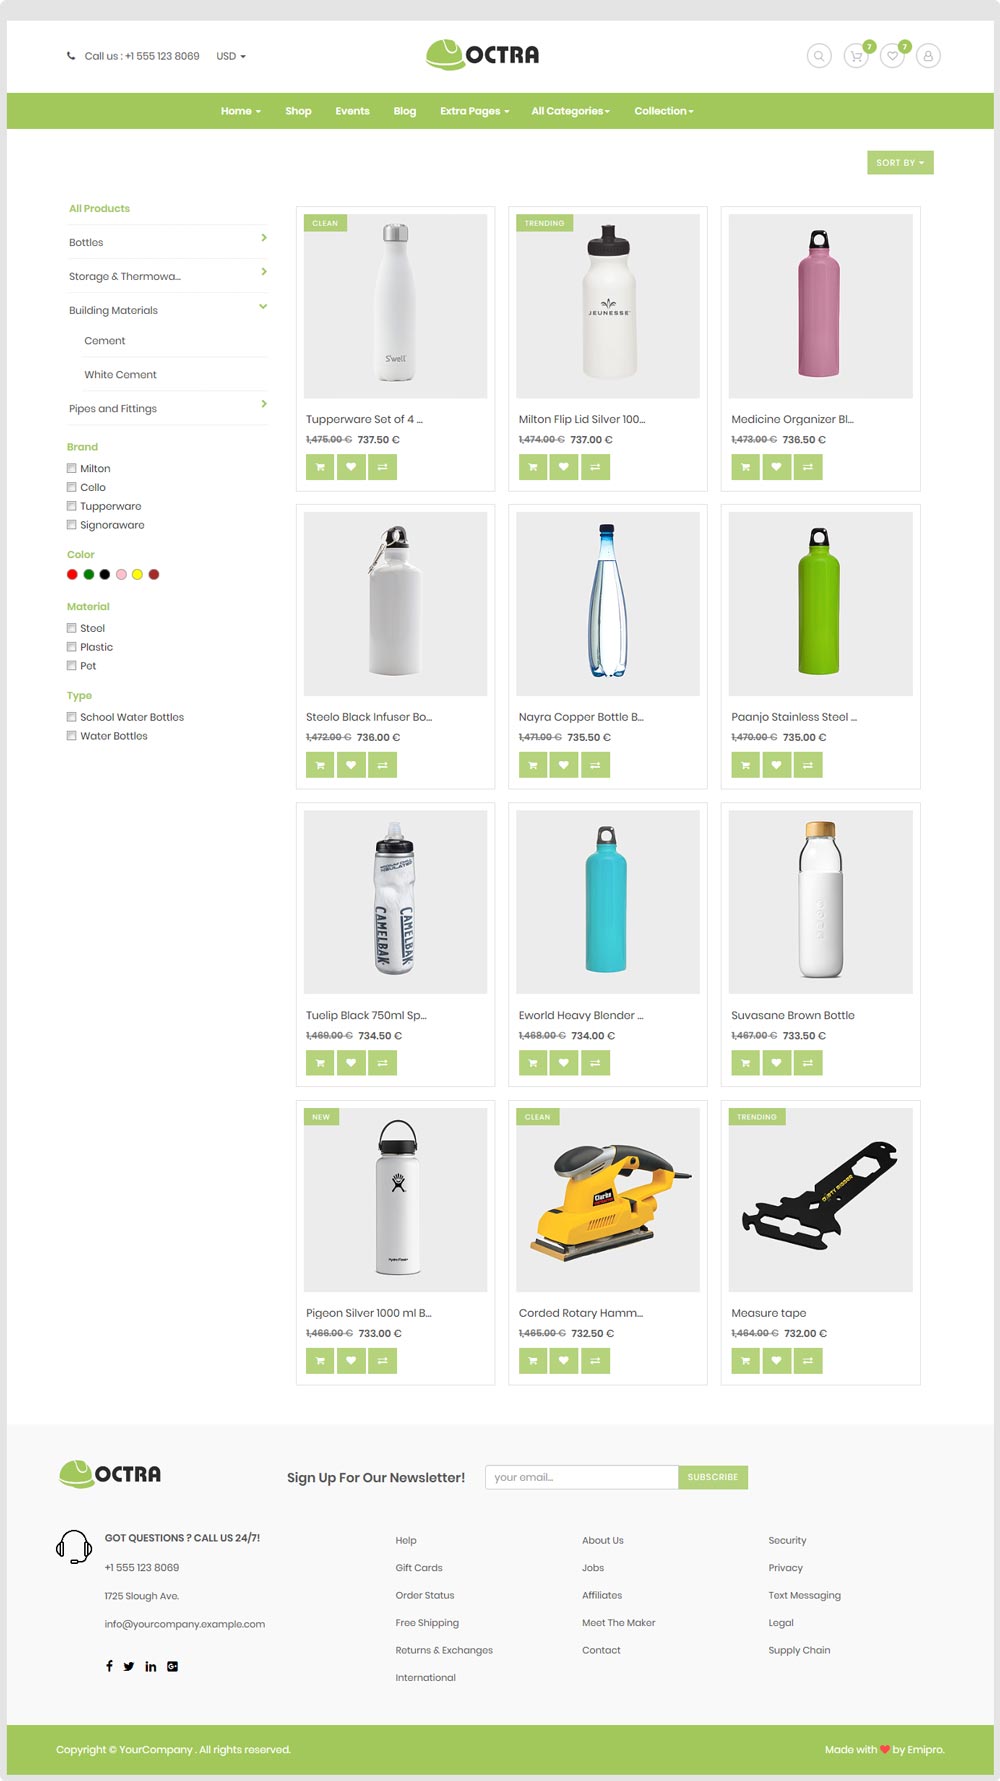 Call us : +1 555 123 8069 USD
OCTRA
7 7
Home Shop Events Blog Extra Pages All Categories Collection
SORT BY
All Products
Bottles
Storage & Thermowa...
Building Materials
Cement
White Cement
Pipes and Fittings
Brand
Milton
Cello
Tupperware
Signoraware
Color
Material
Steel
Plastic
Pet
Type
School Water Bottles
Water Bottles
CLEAN
S'well
Tupperware Set of 4 ...
1,475.00 € 737.50 €
TRENDING
JEUNESSE
Milton Flip Lid Silver 100...
1,474.00 € 737.00 €
Medicine Organizer Bl...
1,473.00 € 736.50 €
Steelo Black Infuser Bo...
1,472.00 € 736.00 €
Nayra Copper Bottle B...
1,471.00 € 735.50 €
Paanjo Stainless Steel ...
1,470.00 € 735.00 €
CAMELBAK
CAMELBAK
Tuelip Black 750ml Sp...
1,469.00 € 734.50 €
Eworld Heavy Blender ...
1,468.00 € 734.00 €
Suvasane Brown Bottle
1,467.00 € 733.50 €
NEW
Hydro Flask
Pigeon Silver 1000 ml B...
1,466.00 € 733.00 €
CLEAN
Clarke
Corded Rotary Hamm...
1,465.00 € 732.50 €
TRENDING
DIRTY RIGGER
Measure tape
1,464.00 € 732.00 €
OCTRA
Sign Up For Our Newsletter!
your email...
SUBSCRIBE
GOT QUESTIONS ? CALL US 24/7!
+1 555 123 8069
1725 Slough Ave.
info@yourcompany.example.com
Help
Gift Cards
Order Status
Free Shipping
Returns & Exchanges
International
About Us
Jobs
Affiliates
Meet The Maker
Contact
Security
Privacy
Text Messaging
Legal
Supply Chain
Copyright © YourCompany . All rights reserved.
Made with ❤ by Emipro.